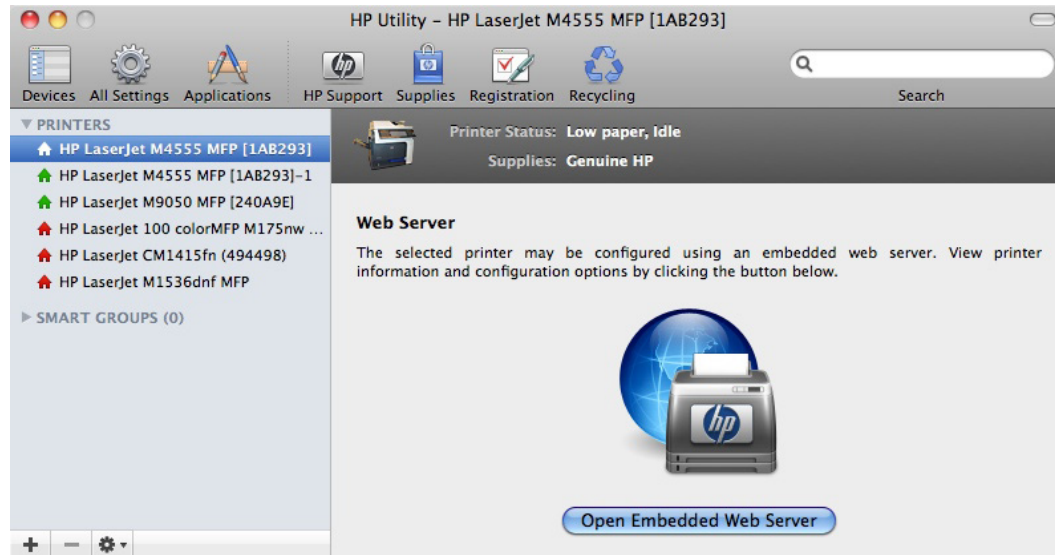 HP Utility – HP LaserJet M4555 MFP [1AB293]
Devices All Settings Applications HP Support Supplies Registration Recycling Search
PRINTERS
HP LaserJet M4555 MFP [1AB293]
HP LaserJet M4555 MFP [1AB293]-1
HP LaserJet M9050 MFP [240A9E]
HP LaserJet 100 colorMFP M175nw ...
HP LaserJet CM1415fn (494498)
HP LaserJet M1536dnf MFP
SMART GROUPS (0)
Printer Status: Low paper, Idle
Supplies: Genuine HP
Web Server
The selected printer may be configured using an embedded web server. View printer
information and configuration options by clicking the button below.
hp
Open Embedded Web Server